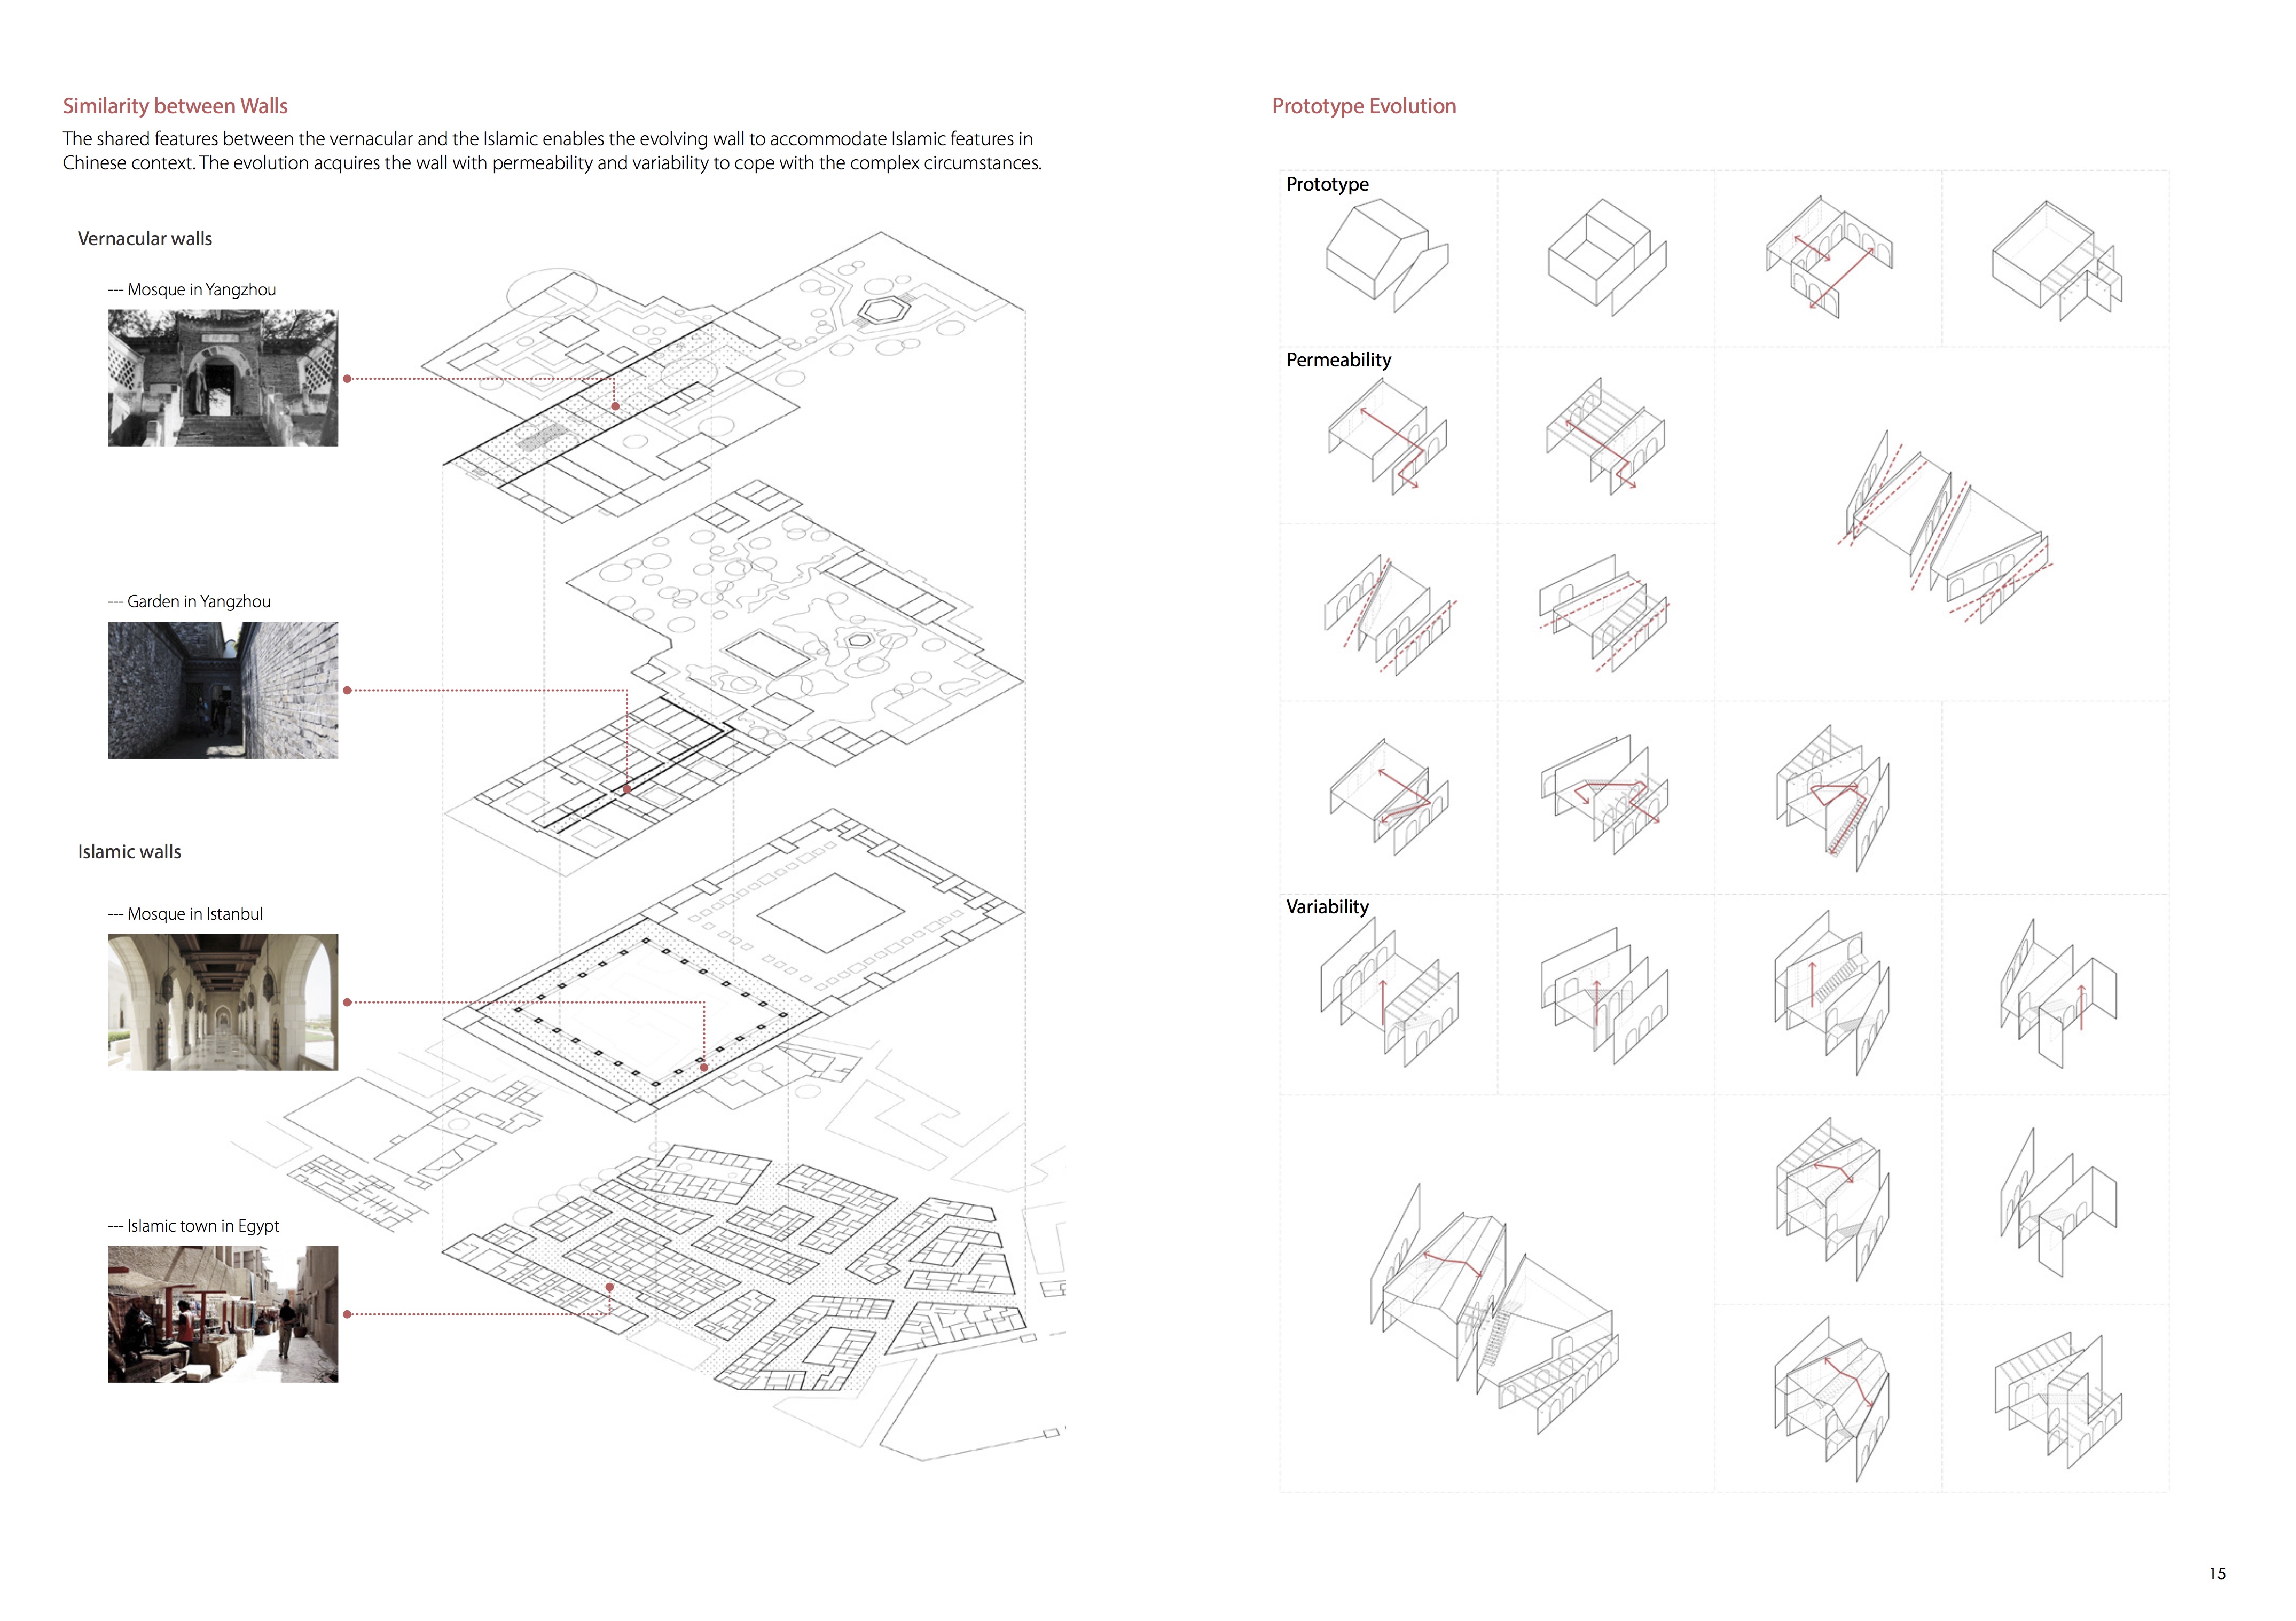 Similarity between Walls
The shared features between the vernacular and the Islamic enables the evolving wall to accommodate Islamic features in
Chinese context. The evolution acquires the wall with permeability and variability to cope with the complex circumstances.
Vernacular walls
--- Mosque in Yangzhou
--- Garden in Yangzhou
Islamic walls
--- Mosque in Istanbul
--- Islamic town in Egypt
Prototype Evolution
Prototype
Permeability
Variability
15